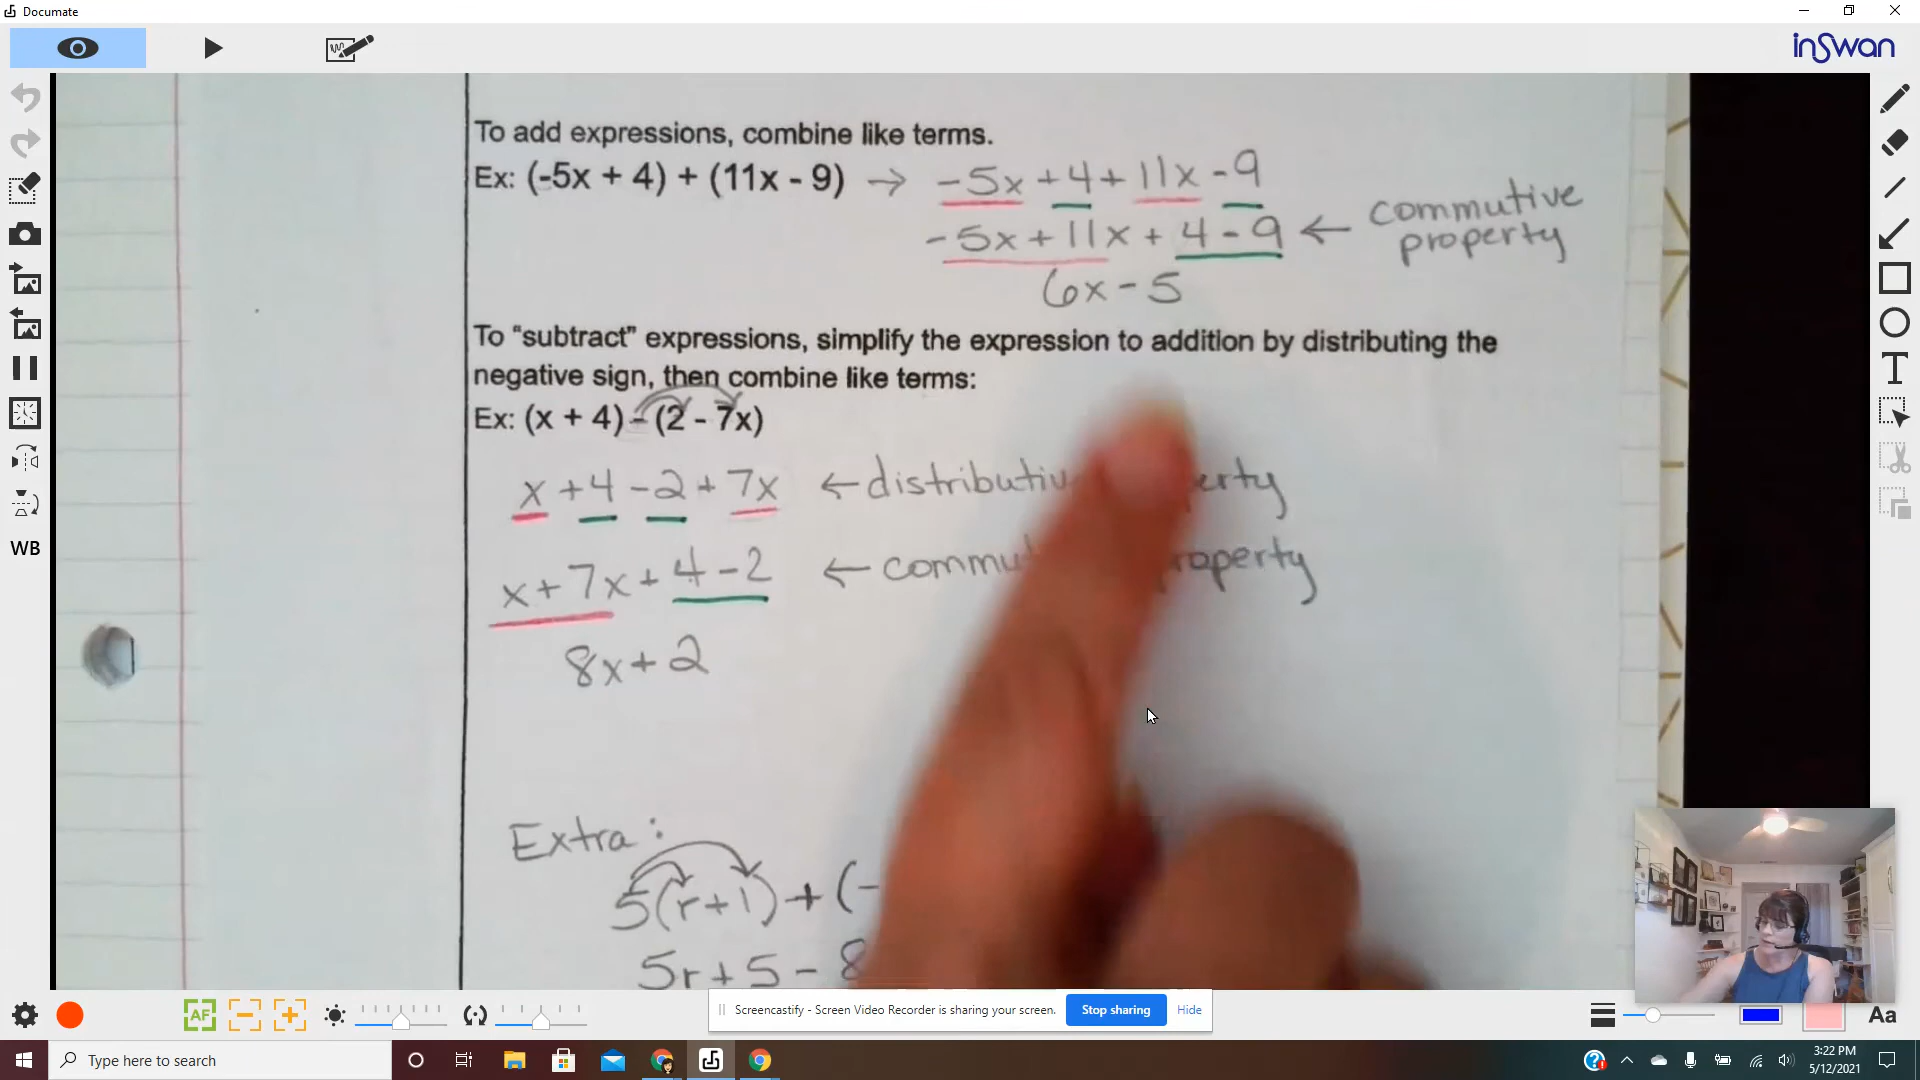 Documate
inSwan
To add expressions, combine like terms.
Ex: (-5x + 4) + (11x - 9) → -5x + 4 + 11x - 9
-5x + 11x + 4 - 9 ← commutive property
6x - 5
To "subtract" expressions, simplify the expression to addition by distributing the
negative sign, then combine like terms:
Ex: (x + 4) - (2 - 7x)
x + 4 - 2 + 7x ←
x + 7x + 4 - 2 ←
8x + 2
Extra:
5(r+1) + (-
5r + 5 - 8
WB
T
AF
Screencastify - Screen Video Recorder is sharing your screen.
Stop sharing
Hide
Aa
Type here to search
3:22 PM
5/12/2021